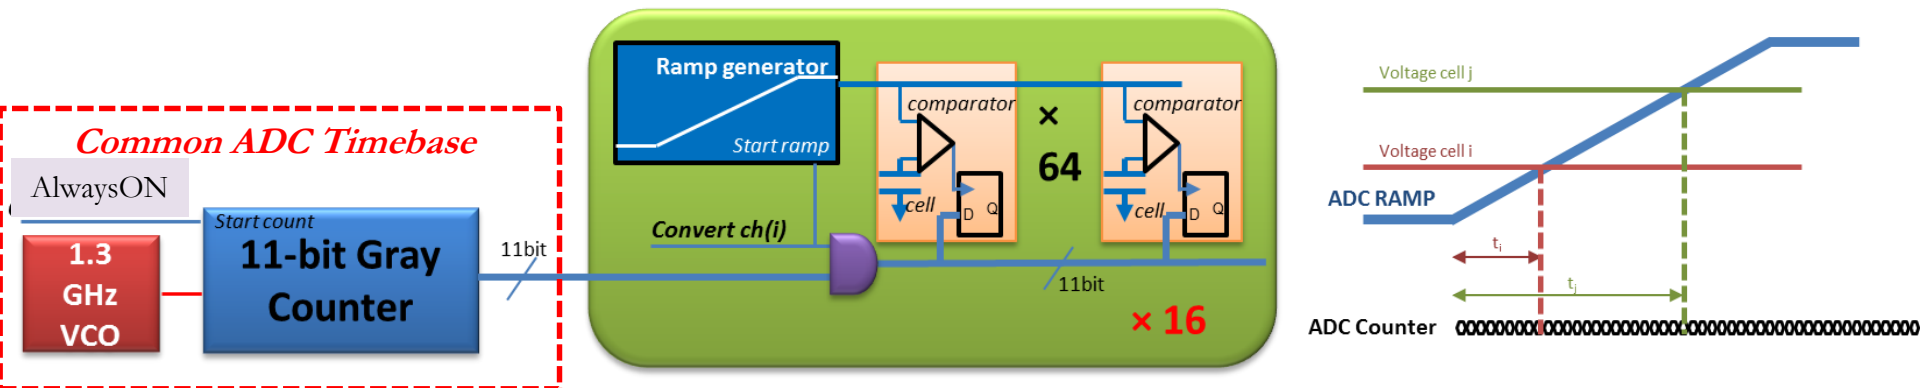 Common ADC Timebase
AlwaysON
Start count
1.3
GHz
VCO
11-bit Gray
Counter
11bit
Ramp generator
Start ramp
Convert ch(i)
comparator
cell
D
Q
×
64
comparator
cell
D
Q
11bit
× 16
Voltage cell j
Voltage cell i
ADC RAMP
ti
tj
ADC Counter